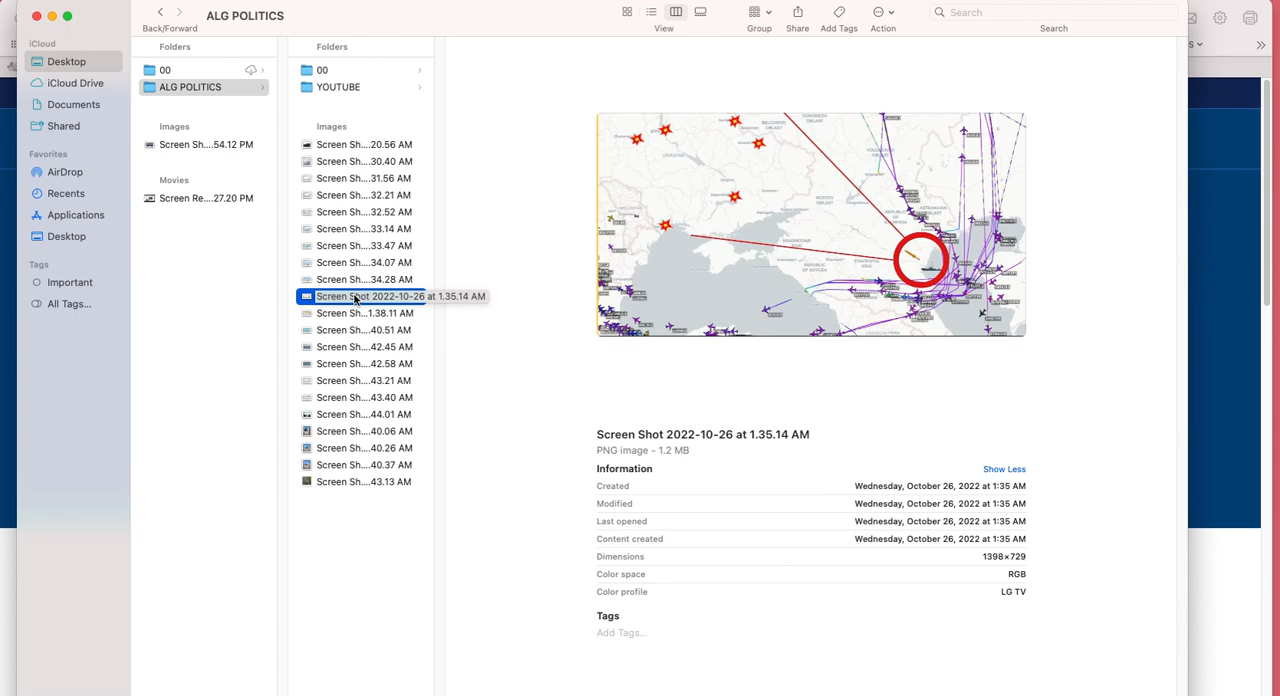 ALG POLITICS
Back/Forward
View
Group
Share
Add Tags
Action
Search
Search
iCloud
Desktop
iCloud Drive
Documents
Shared
Favorites
AirDrop
Recents
Applications
Desktop
Tags
Important
All Tags...
Folders
00
ALG POLITICS
Images
Screen Sh....54.12 PM
Movies
Screen Re....27.20 PM
Folders
00
YOUTUBE
Images
Screen Sh....20.56 AM
Screen Sh....30.40 AM
Screen Sh....31.56 AM
Screen Sh....32.21 AM
Screen Sh....32.52 AM
Screen Sh....33.14 AM
Screen Sh....33.47 AM
Screen Sh....34.07 AM
Screen Sh....34.28 AM
Screen Shot 2022-10-26 at 1.35.14 AM
Screen Sh...1.38.11 AM
Screen Sh....40.51 AM
Screen Sh....42.45 AM
Screen Sh....42.58 AM
Screen Sh....43.21 AM
Screen Sh....43.40 AM
Screen Sh....44.01 AM
Screen Sh....40.06 AM
Screen Sh....40.26 AM
Screen Sh....40.37 AM
Screen Sh....43.13 AM
Screen Shot 2022-10-26 at 1.35.14 AM
PNG image - 1.2 MB
Information Show Less
Created Wednesday, October 26, 2022 at 1:35 AM
Modified Wednesday, October 26, 2022 at 1:35 AM
Last opened Wednesday, October 26, 2022 at 1:35 AM
Content created Wednesday, October 26, 2022 at 1:35 AM
Dimensions 1398×729
Color space RGB
Color profile LG TV
Tags
Add Tags...